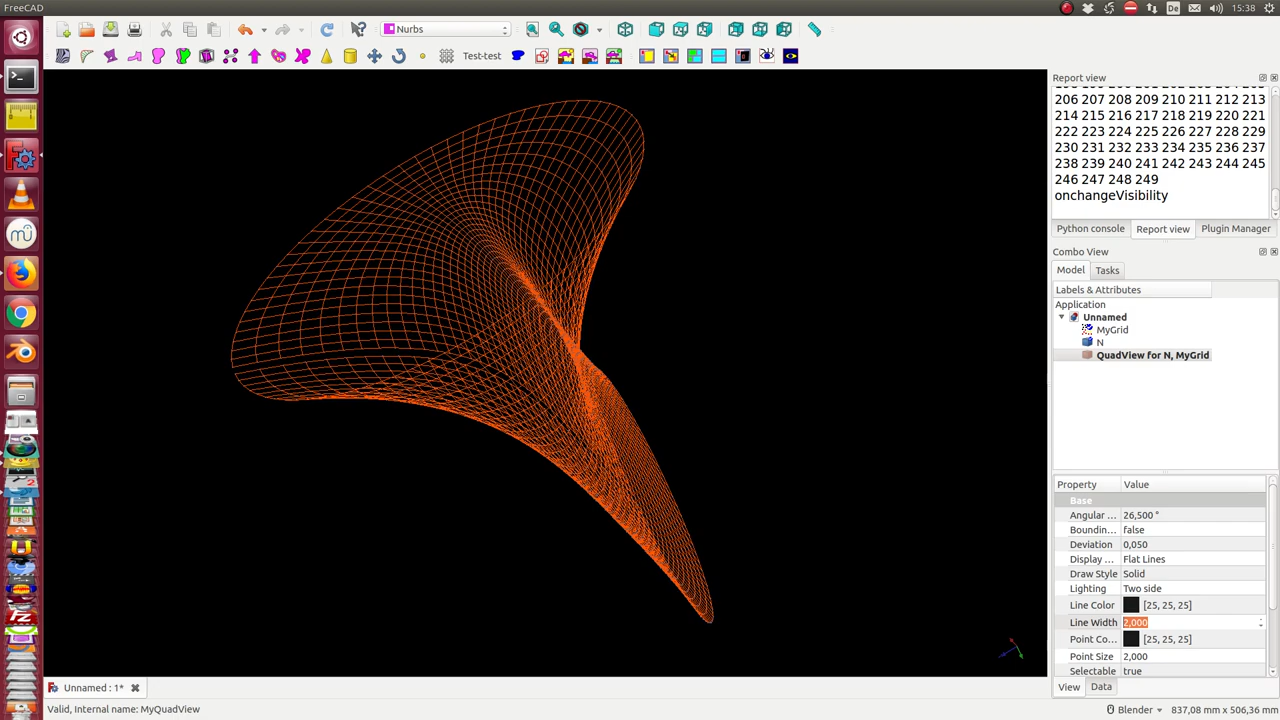 FreeCAD
De
15:38
Nurbs
Test-test
Report view
206 207 208 209 210 211 212 213
214 215 216 217 218 219 220 221
222 223 224 225 226 227 228 229
230 231 232 233 234 235 236 237
238 239 240 241 242 243 244 245
246 247 248 249
onchangeVisibility
Python console Report view Plugin Manager
Combo View
Model Tasks
Labels & Attributes
Application
Unnamed
MyGrid
N
QuadView for N, MyGrid
Property Value
Base
Angular ... 26,500 °
Boundin... false
Deviation 0,050
Display ... Flat Lines
Draw Style Solid
Lighting Two side
Line Color [25, 25, 25]
Line Width 2,000
Point Co... [25, 25, 25]
Point Size 2,000
Selectable true
View Data
Unnamed : 1*
Valid, Internal name: MyQuadView
Blender 837,08 mm x 506,36 mm